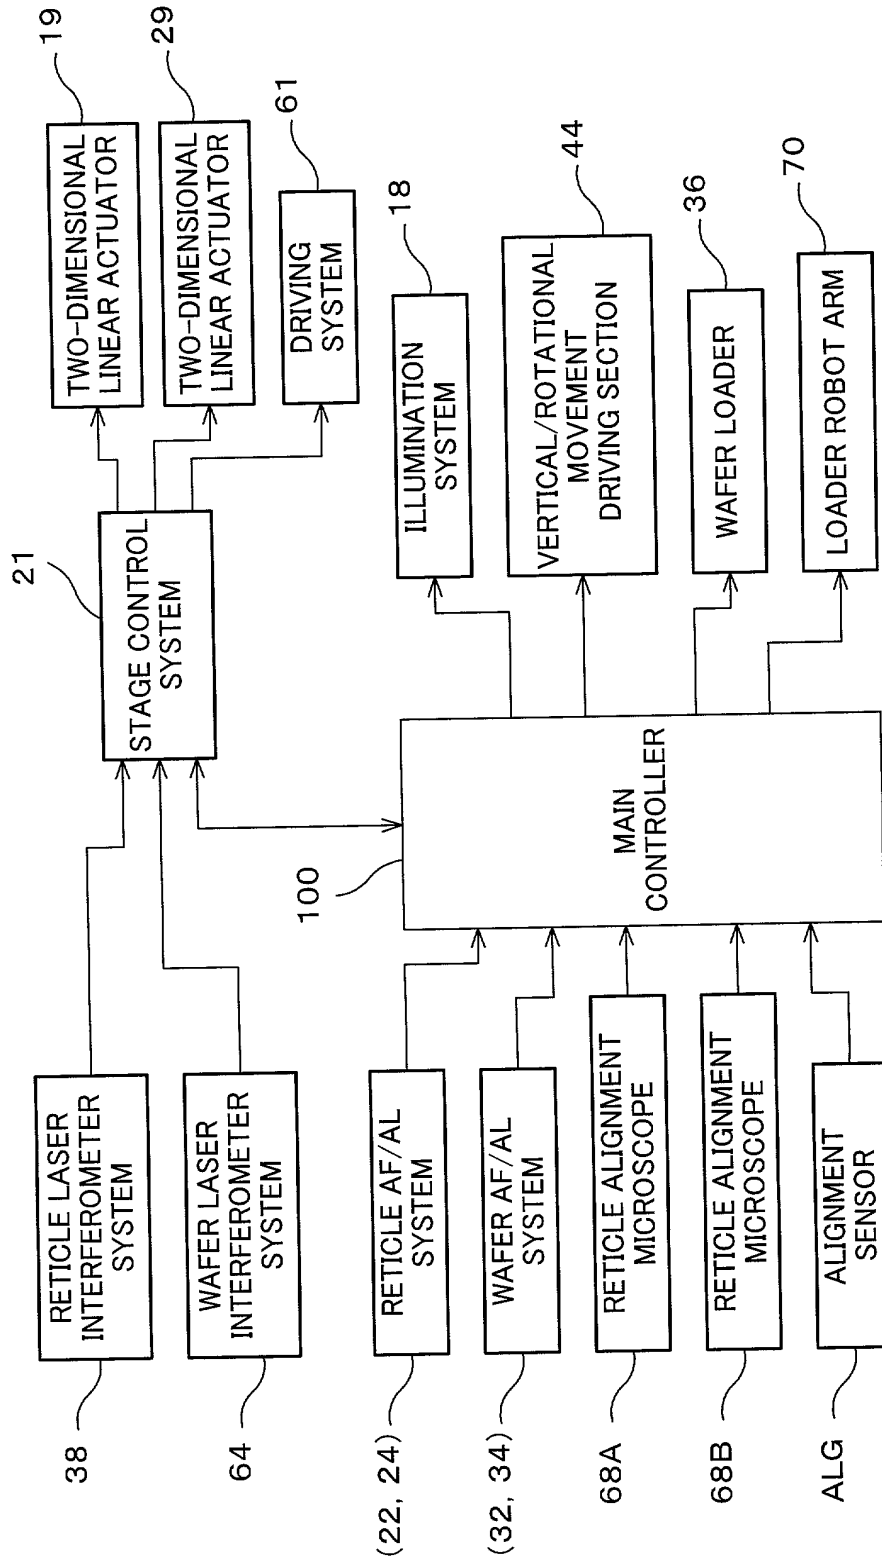 38
RETICLE LASER
INTERFEROMETER
SYSTEM
64
WAFER LASER
INTERFEROMETER
SYSTEM
21
STAGE CONTROL
SYSTEM
TWO-DIMENSIONAL
LINEAR ACTUATOR
19
TWO-DIMENSIONAL
LINEAR ACTUATOR
29
DRIVING
SYSTEM
61
(22, 24)
RETICLE AF/AL
SYSTEM
(32, 34)
WAFER AF/AL
SYSTEM
68A
RETICLE ALIGNMENT
MICROSCOPE
68B
RETICLE ALIGNMENT
MICROSCOPE
ALG
ALIGNMENT
SENSOR
100
MAIN
CONTROLLER
ILLUMINATION
SYSTEM
18
VERTICAL/ROTATIONAL
MOVEMENT
DRIVING SECTION
44
WAFER LOADER
36
LOADER ROBOT ARM
70